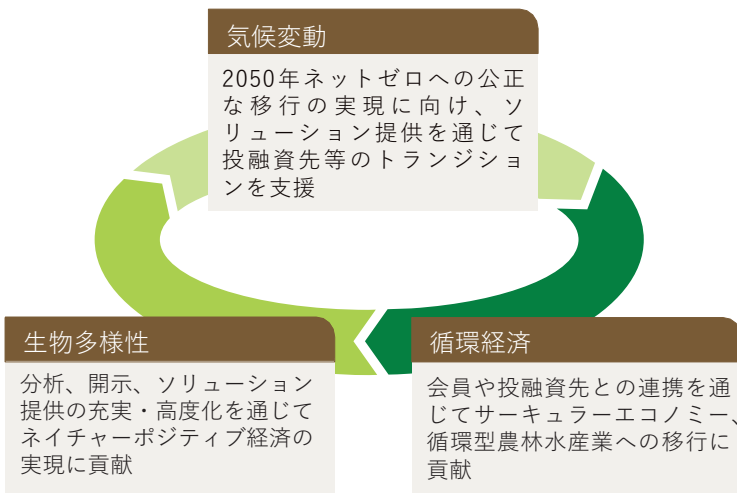 気候変動
2050年ネットゼロへの公正
な移行の実現に向け、ソ
リューション提供を通じて
投融資先等のトランジショ
ンを支援
生物多様性
分析、開示、ソリューション
提供の充実・高度化を通じて
ネイチャーポジティブ経済の
実現に貢献
循環経済
会員や投融資先との連携を通
じてサーキュラーエコノミー、
循環型農林水産業への移行に
貢献